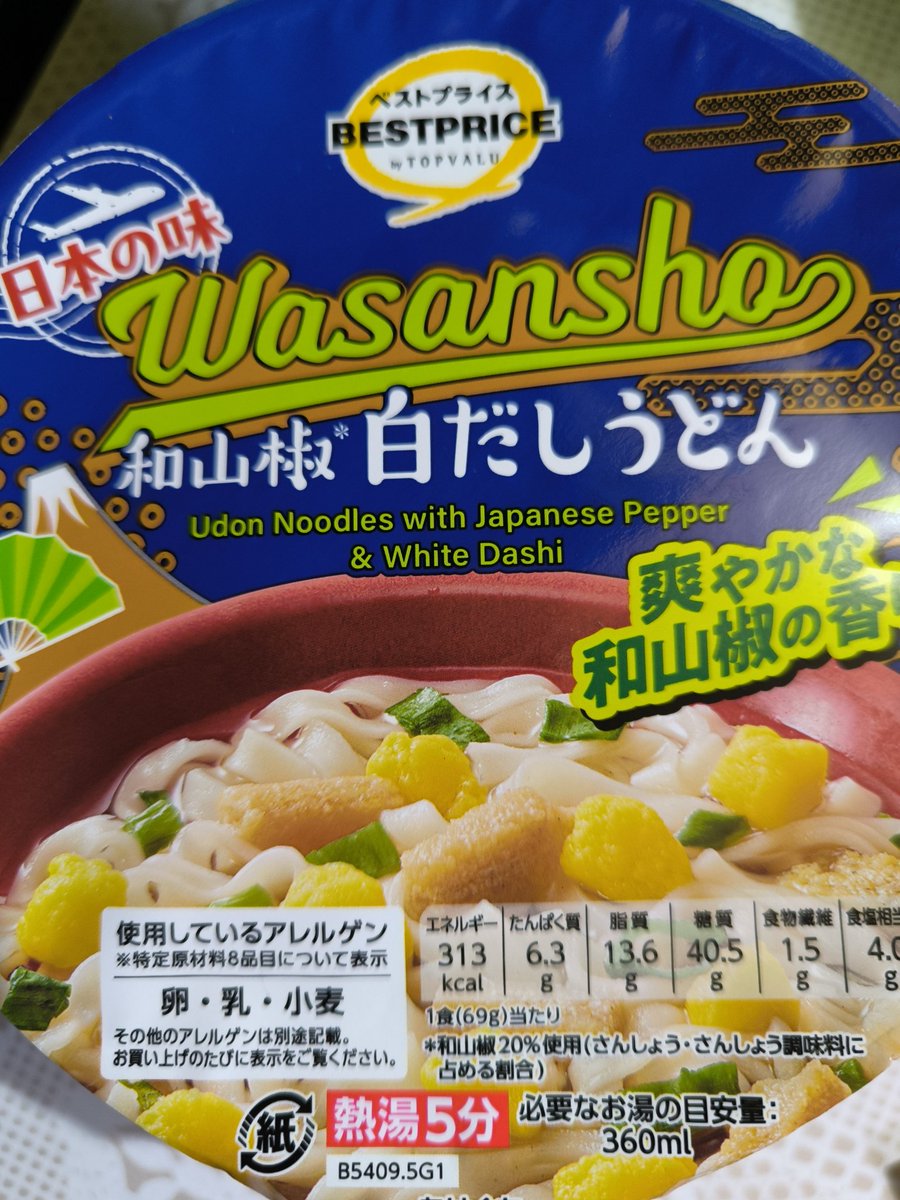 ベストプライス
BESTPRICE
by TOPVALU
日本の味
Wasansho
和山椒*白だしうどん
Udon Noodles with Japanese Pepper
& White Dashi
爽やかな
和山椒の香り
使用しているアレルゲン
※特定原材料8品目について表示
卵・乳・小麦
その他のアレルゲンは別途記載。
お買い上げのたびに表示をご覧ください。
エネルギー たんぱく質 脂質 糖質 食物繊維 食塩相当
313 6.3 13.6 40.5 1.5 4.0
kcal g g g g g
1食(69g)当たり
*和山椒20%使用(さんしょう・さんしょう調味料に
占める割合)
紙
熱湯5分
必要なお湯の目安量:
360ml
B5409.5G1